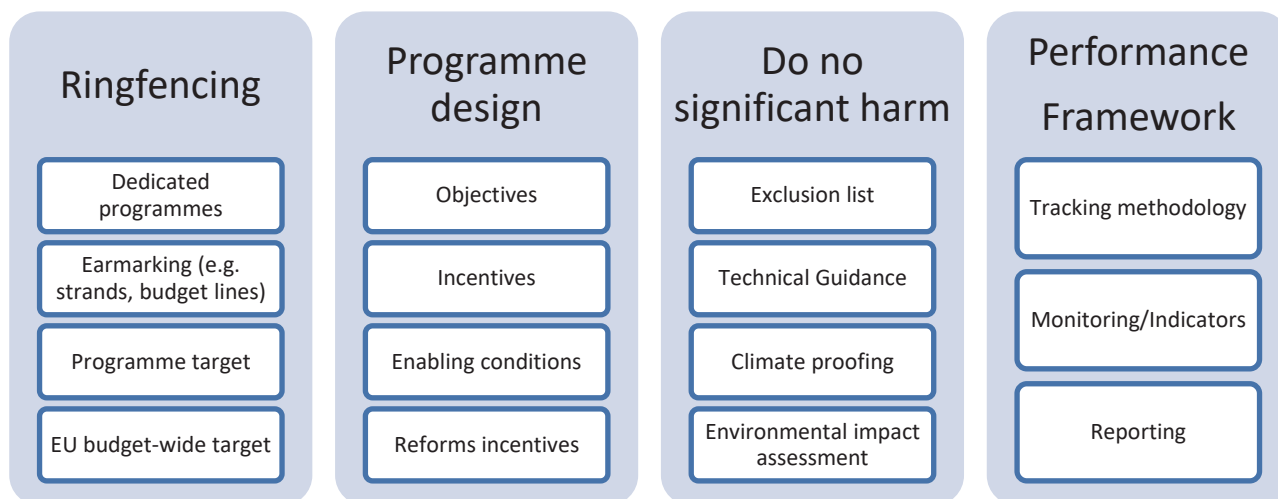 Ringfencing
Dedicated
programmes
Earmarking (e.g.
strands, budget lines)
Programme target
EU budget-wide target
Programme
design
Objectives
Incentives
Enabling conditions
Reforms incentives
Do no
significant harm
Exclusion list
Technical Guidance
Climate proofing
Environmental impact
assessment
Performance
Framework
Tracking methodology
Monitoring/Indicators
Reporting